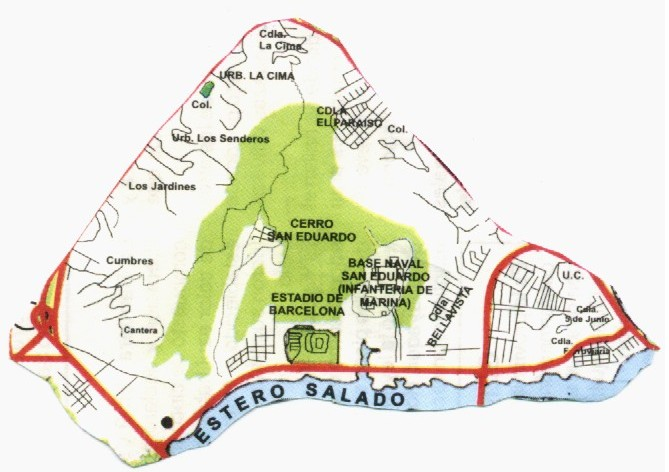 Cdla.
La Cima
URB. LA CIMA
Col.
CDLA
EL PARAISO
Col.
Urb. Los Senderos
Los Jardines
CERRO
SAN EDUARDO
Cumbres
BASE NAVAL
SAN EDUARDO
(INFANTERIA DE
MARINA)
U.C.
ESTADIO DE
BARCELONA
Cdla.
BELLAVISTA
Cdla.
5 de Junio
Cantera
Cdla.
Ferroviaria
ESTERO SALADO